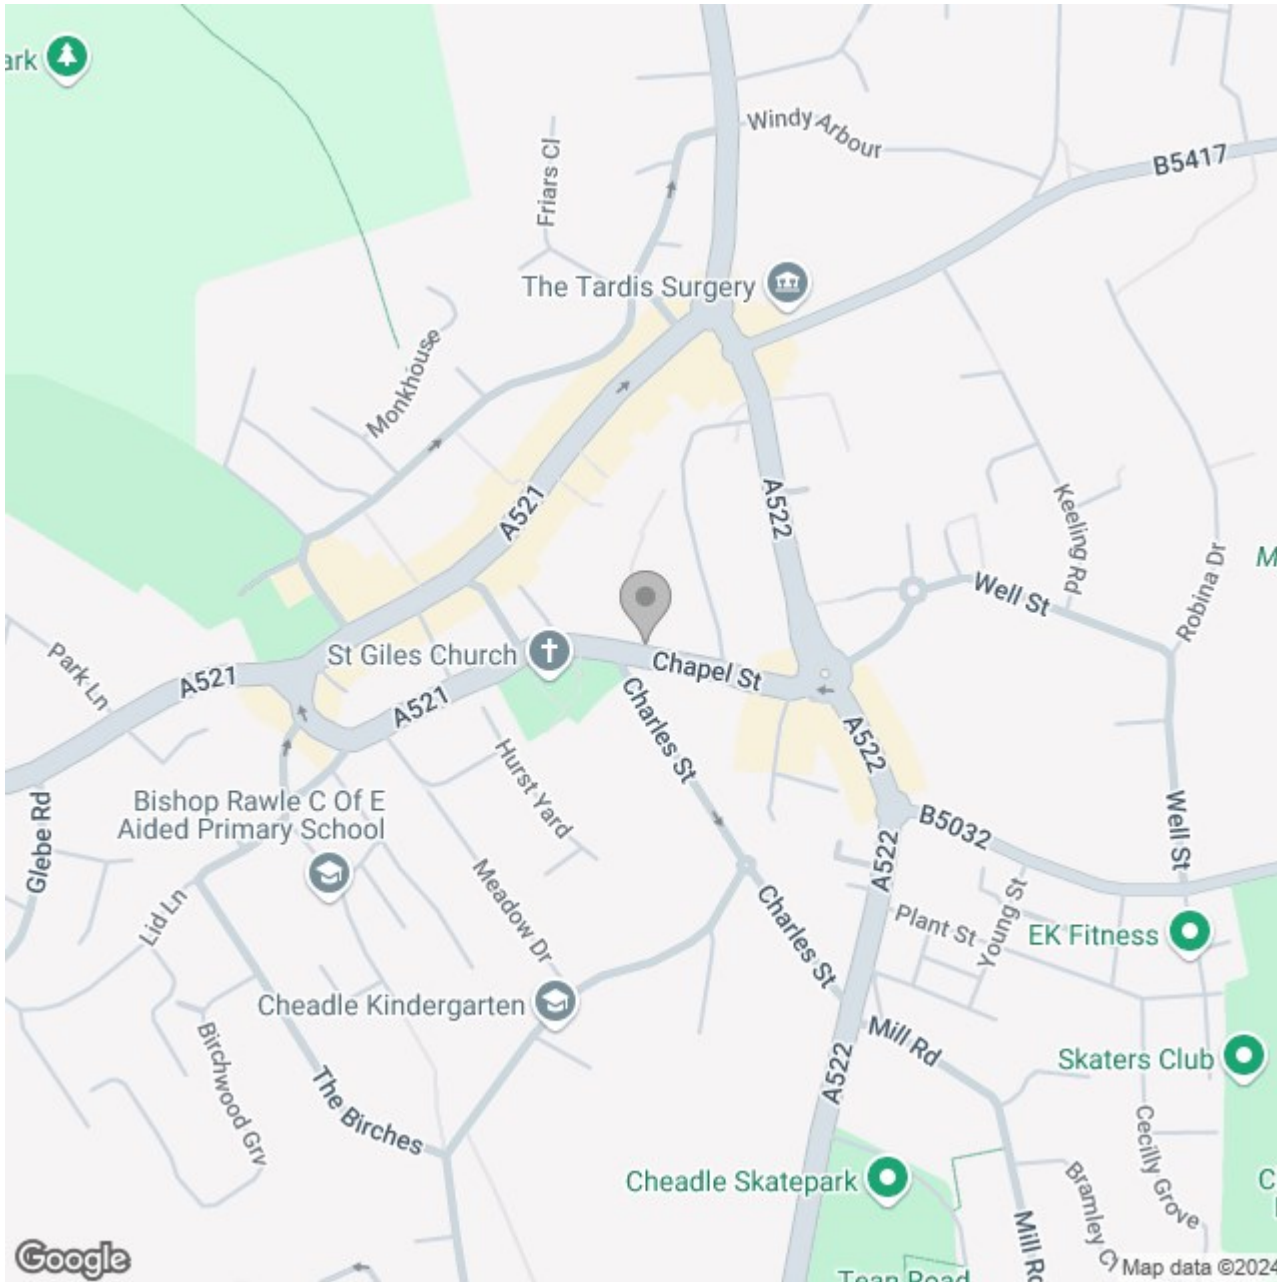 ark
Windy Arbour
B5417
Friars Cl
The Tardis Surgery
Monkhouse
A521
A522
Keeling Rd
Robina Dr
M
Well St
Park Ln
A521
St Giles Church
Chapel St
A521
Charles St
A522
Hurst Yard
Bishop Rawle C Of E
Aided Primary School
Glebe Rd
B5032
Well St
A522
Meadow Dr
Lid Ln
Charles St
Plant St
Young St
EK Fitness
Cheadle Kindergarten
Birchwood Grv
Mill Rd
A522
Skaters Club
The Birches
Cecilly Grove
Cheadle Skatepark
Bramley Cl
C
Mill Rd
Google
Map data ©2024
Tean Road